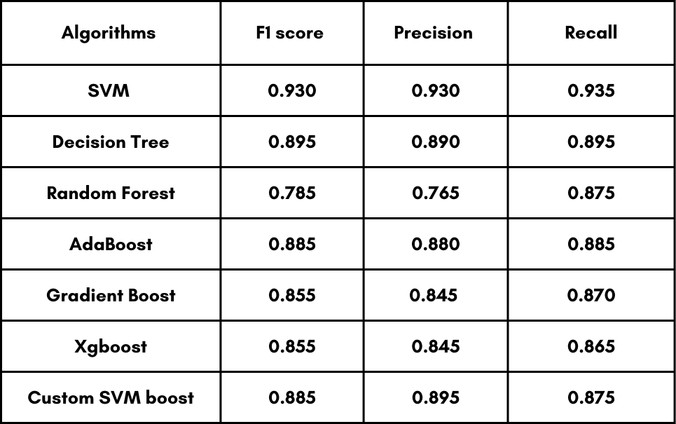 Algorithms F1 score Precision Recall
SVM 0.930 0.930 0.935
Decision Tree 0.895 0.890 0.895
Random Forest 0.785 0.765 0.875
AdaBoost 0.885 0.880 0.885
Gradient Boost 0.855 0.845 0.870
Xgboost 0.855 0.845 0.865
Custom SVM boost 0.885 0.895 0.875